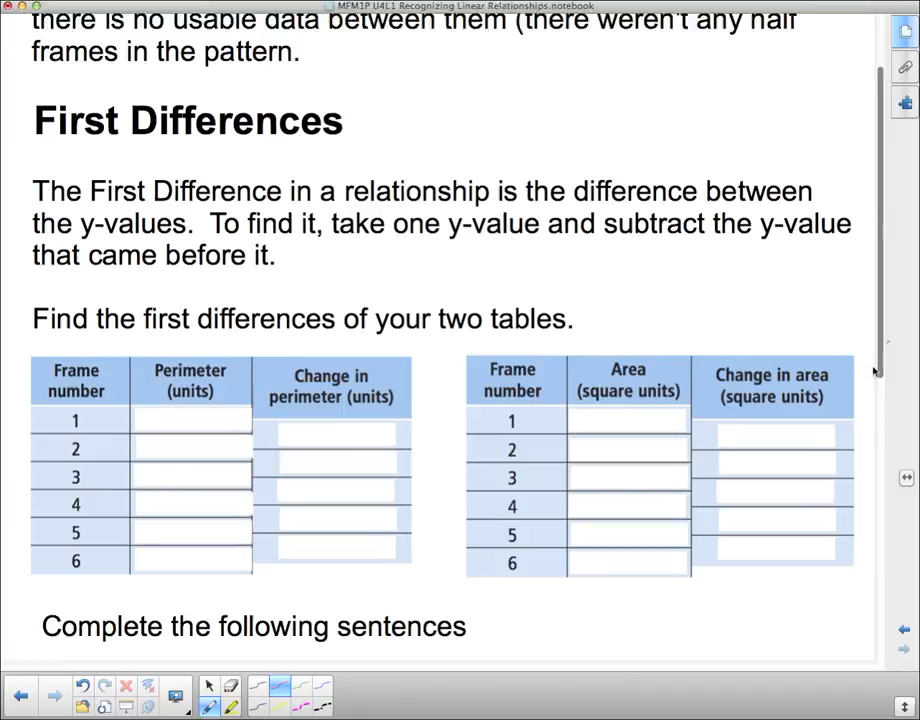 MFM1P U4L1 Recognizing Linear Relationships.notebook
there is no usable data between them (there weren't any half
frames in the pattern.
First Differences
The First Difference in a relationship is the difference between
the y-values.  To find it, take one y-value and subtract the y-value
that came before it.
Find the first differences of your two tables.
Frame number
Perimeter (units)
Change in perimeter (units)
1
2
3
4
5
6
Frame number
Area (square units)
Change in area (square units)
1
2
3
4
5
6
Complete the following sentences